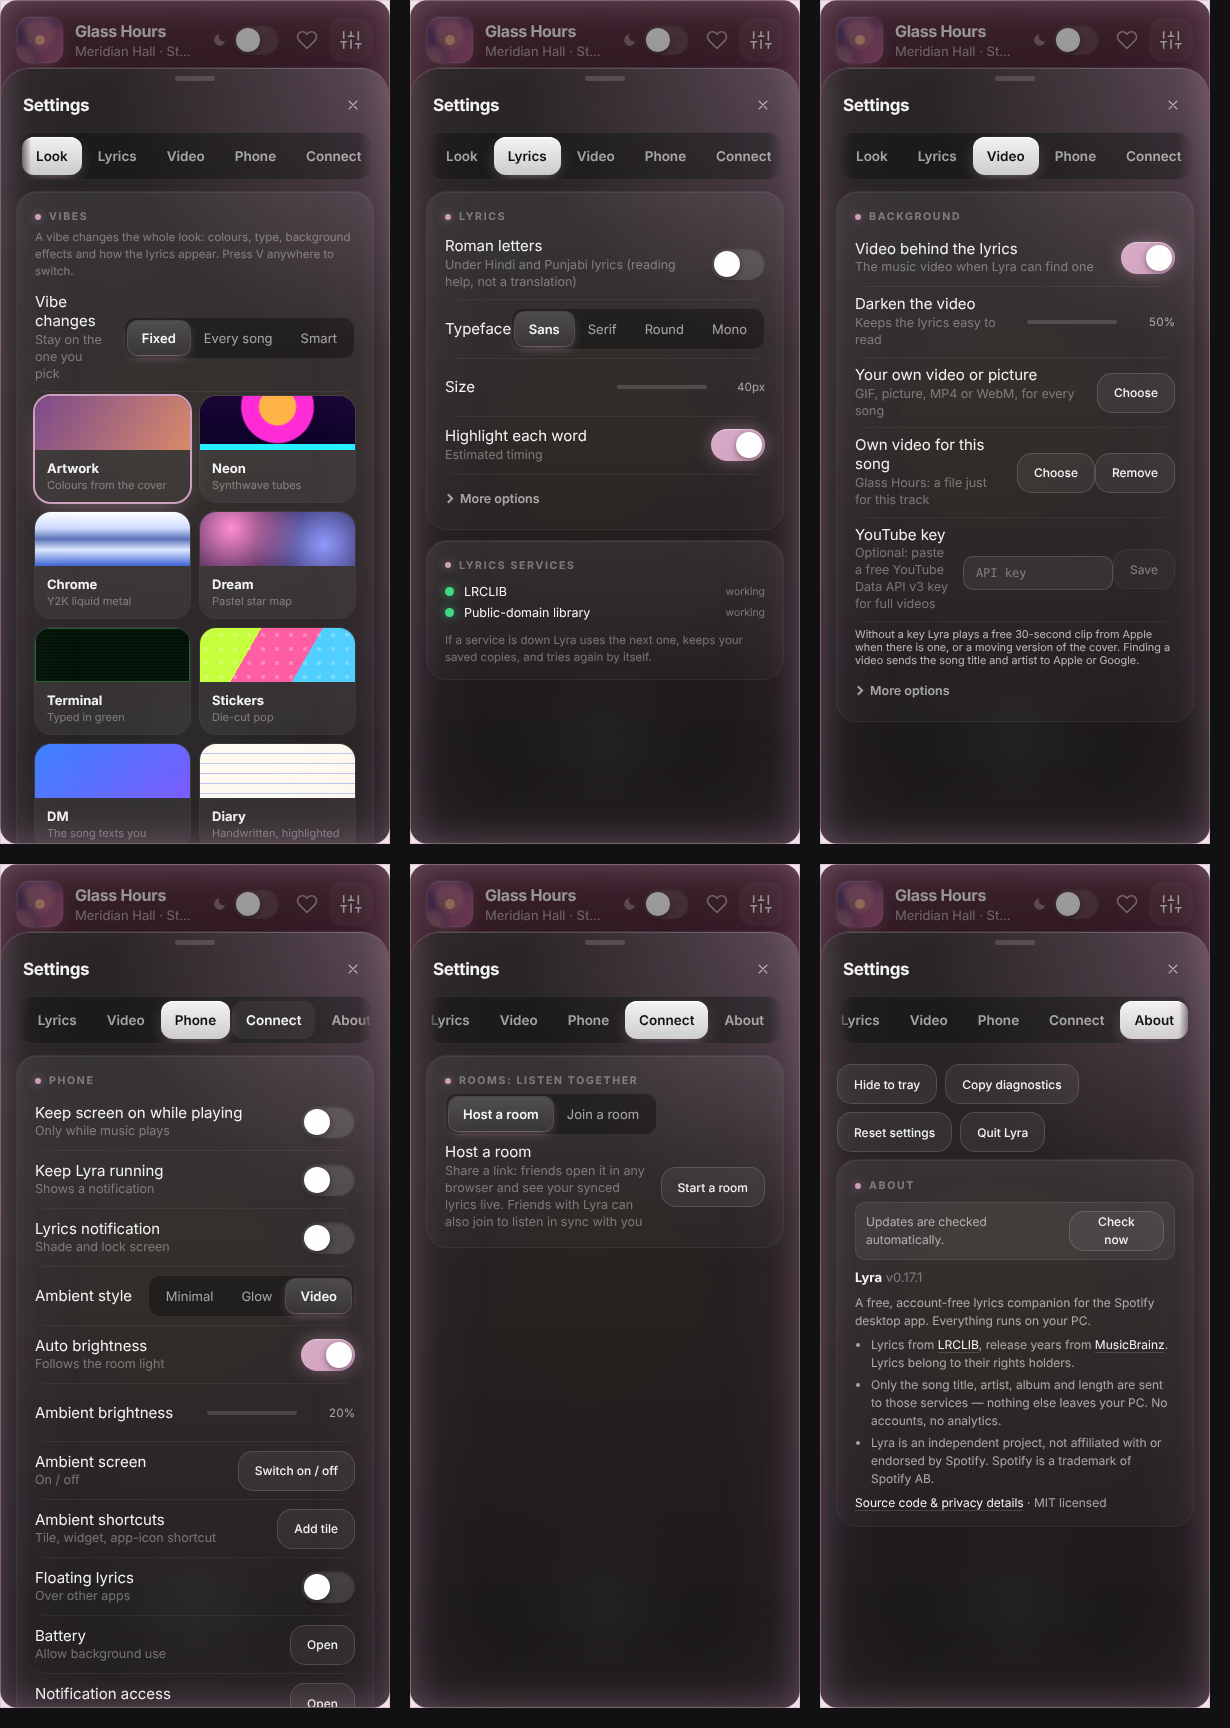 Glass Hours
Meridian Hall · St...
Settings
Look Lyrics Video Phone Connect
VIBES
A vibe changes the whole look: colours, type, background
effects and how the lyrics appear. Press V anywhere to
switch.
Vibe
changes
Stay on the
one you
pick
Fixed Every song Smart
Artwork
Colours from the cover
Neon
Synthwave tubes
Chrome
Y2K liquid metal
Dream
Pastel star map
Terminal
Typed in green
Stickers
Die-cut pop
DM
The song texts you
Diary
Handwritten, highlighted
Glass Hours
Meridian Hall · St...
Settings
Look Lyrics Video Phone Connect
LYRICS
Roman letters
Under Hindi and Punjabi lyrics (reading
help, not a translation)
Typeface Sans Serif Round Mono
Size 40px
Highlight each word
Estimated timing
More options
LYRICS SERVICES
LRCLIB working
Public-domain library working
If a service is down Lyra uses the next one, keeps your
saved copies, and tries again by itself.
Glass Hours
Meridian Hall · St...
Settings
Look Lyrics Video Phone Connect
BACKGROUND
Video behind the lyrics
The music video when Lyra can find one
Darken the video
Keeps the lyrics easy to
read
50%
Your own video or picture
GIF, picture, MP4 or WebM, for every
song
Choose
Own video for this
song
Glass Hours: a file just
for this track
Choose Remove
YouTube key
Optional: paste
a free YouTube
Data API v3 key
for full videos
API key Save
Without a key Lyra plays a free 30-second clip from Apple
when there is one, or a moving version of the cover. Finding a
video sends the song title and artist to Apple or Google.
More options
Glass Hours
Meridian Hall · St...
Settings
Lyrics Video Phone Connect About
PHONE
Keep screen on while playing
Only while music plays
Keep Lyra running
Shows a notification
Lyrics notification
Shade and lock screen
Ambient style Minimal Glow Video
Auto brightness
Follows the room light
Ambient brightness 20%
Ambient screen
On / off
Switch on / off
Ambient shortcuts
Tile, widget, app-icon shortcut
Add tile
Floating lyrics
Over other apps
Battery
Allow background use
Open
Notification access
Open
Glass Hours
Meridian Hall · St...
Settings
Lyrics Video Phone Connect About
ROOMS: LISTEN TOGETHER
Host a room Join a room
Host a room
Share a link: friends open it in any
browser and see your synced
lyrics live. Friends with Lyra can
also join to listen in sync with you
Start a room
Glass Hours
Meridian Hall · St...
Settings
Lyrics Video Phone Connect About
Hide to tray Copy diagnostics
Reset settings Quit Lyra
ABOUT
Updates are checked
automatically.
Check
now
Lyra v0.17.1
A free, account-free lyrics companion for the Spotify
desktop app. Everything runs on your PC.
• Lyrics from LRCLIB, release years from MusicBrainz.
Lyrics belong to their rights holders.
• Only the song title, artist, album and length are sent
to those services — nothing else leaves your PC. No
accounts, no analytics.
• Lyra is an independent project, not affiliated with or
endorsed by Spotify. Spotify is a trademark of
Spotify AB.
Source code & privacy details · MIT licensed